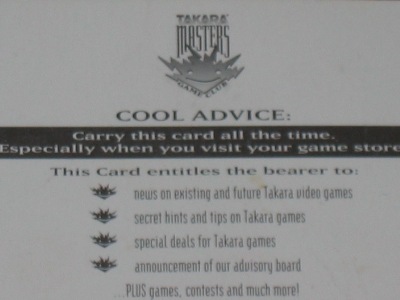 TAKARA
MASTERS
GAME CLUB
COOL ADVICE:
Carry this card all the time.
Especially when you visit your game store
This Card entitles the bearer to:
news on existing and future Takara video games
secret hints and tips on Takara games
special deals for Takara games
announcement of our advisory board
...PLUS games, contests and much more!